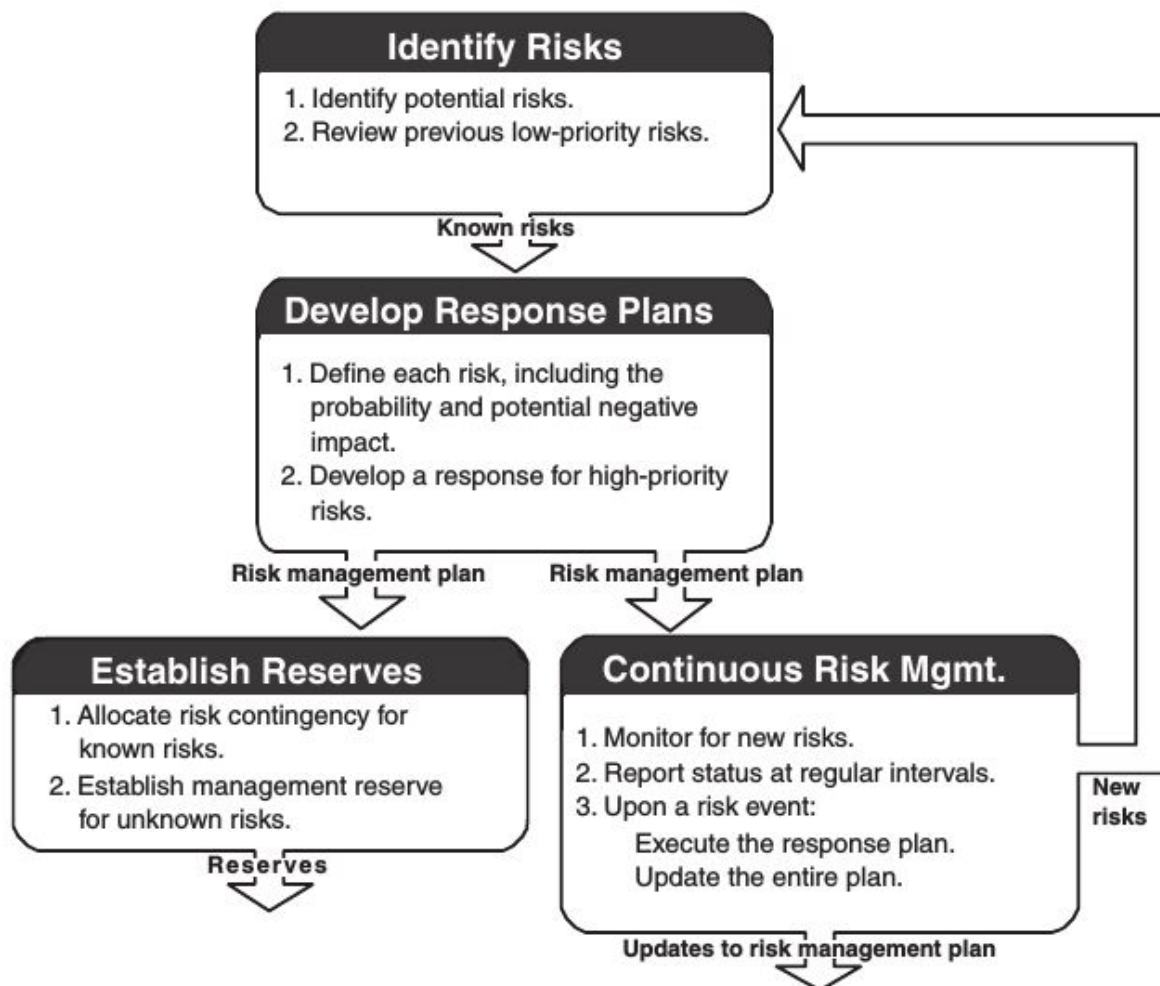 Identify Risks
1. Identify potential risks.
2. Review previous low-priority risks.
Known risks
Develop Response Plans
1. Define each risk, including the
probability and potential negative
impact.
2. Develop a response for high-priority
risks.
Risk management plan
Risk management plan
Establish Reserves
1. Allocate risk contingency for
known risks.
2. Establish management reserve
for unknown risks.
Reserves
Continuous Risk Mgmt.
1. Monitor for new risks.
2. Report status at regular intervals.
3. Upon a risk event:
Execute the response plan.
Update the entire plan.
New
risks
Updates to risk management plan